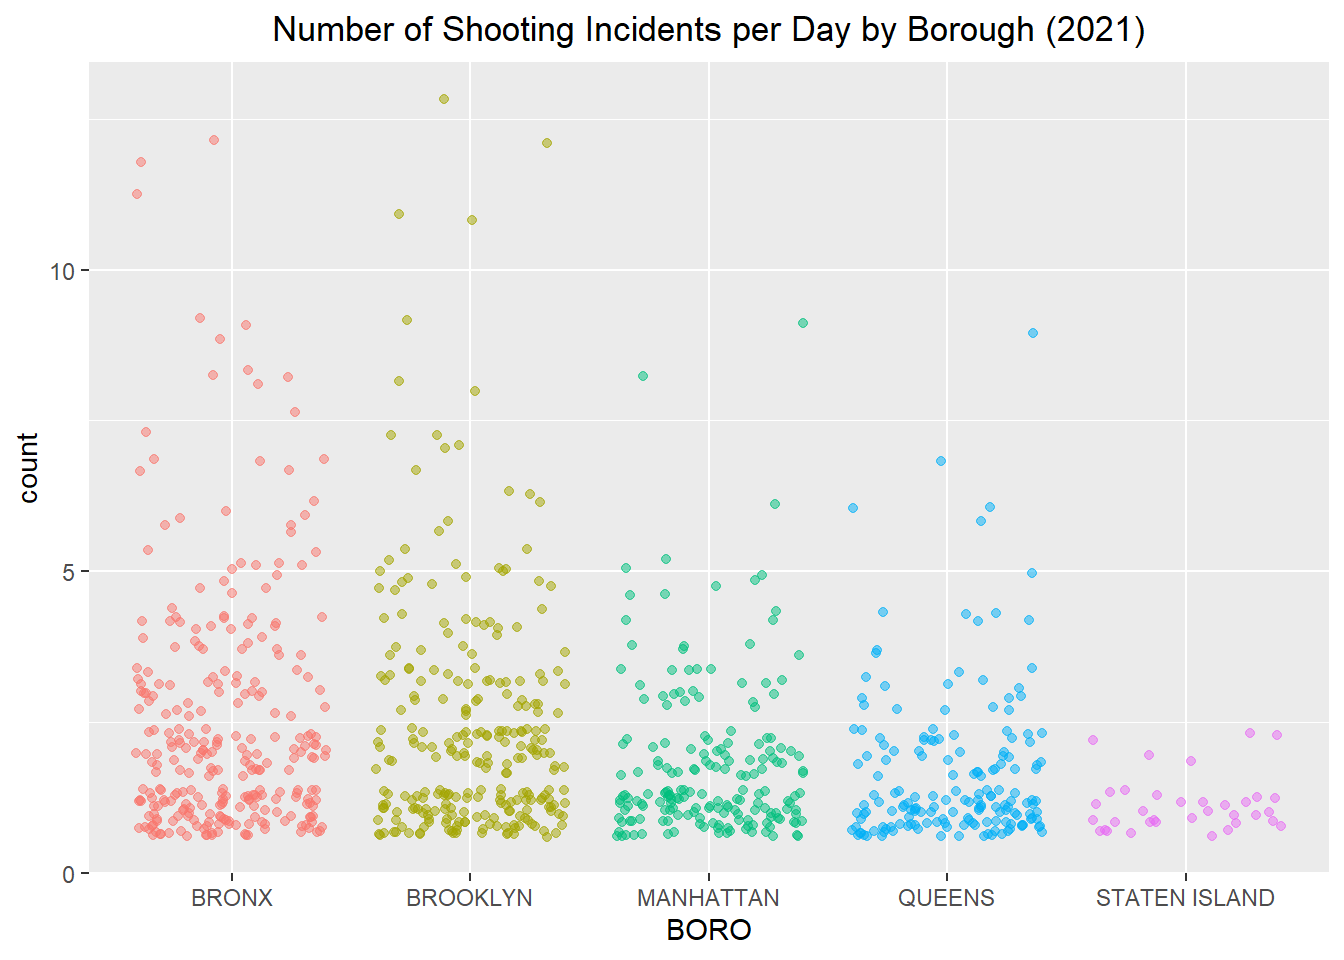 Number of Shooting Incidents per Day by Borough (2021)
count
10
5
0
BRONX BROOKLYN MANHATTAN QUEENS STATEN ISLAND
BORO